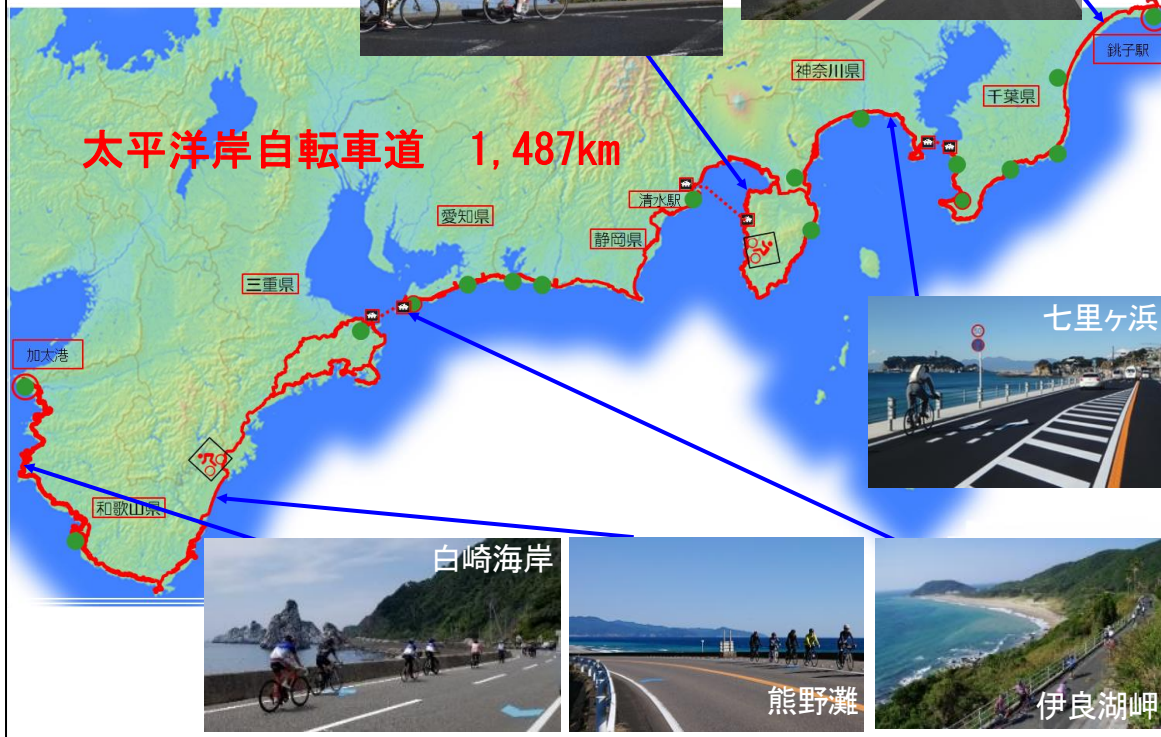 銚子駅
神奈川県
千葉県
太平洋岸自転車道 1,487km
清水駅
愛知県
静岡県
三重県
七里ヶ浜
加太港
和歌山県
白崎海岸
熊野灘
伊良湖岬